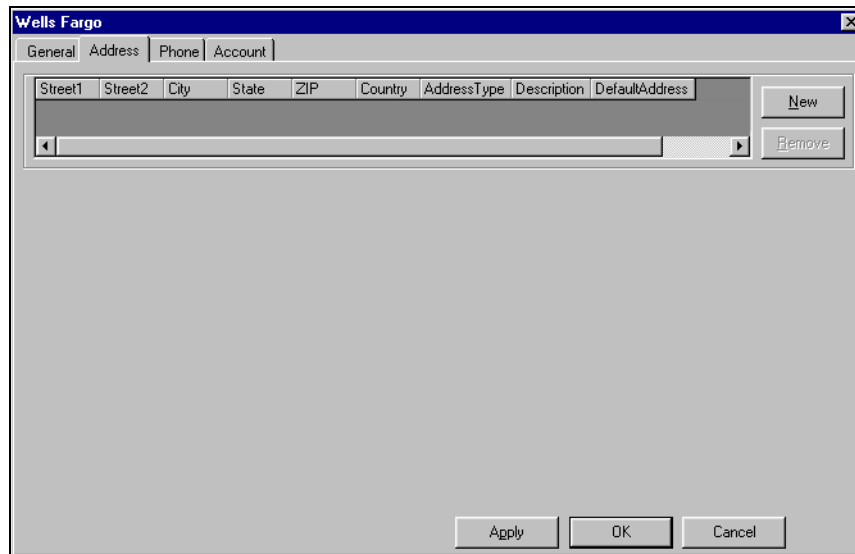 Wells Fargo
General Address Phone Account
Street1 Street2 City State ZIP Country AddressType Description DefaultAddress
New
Remove
Apply OK Cancel